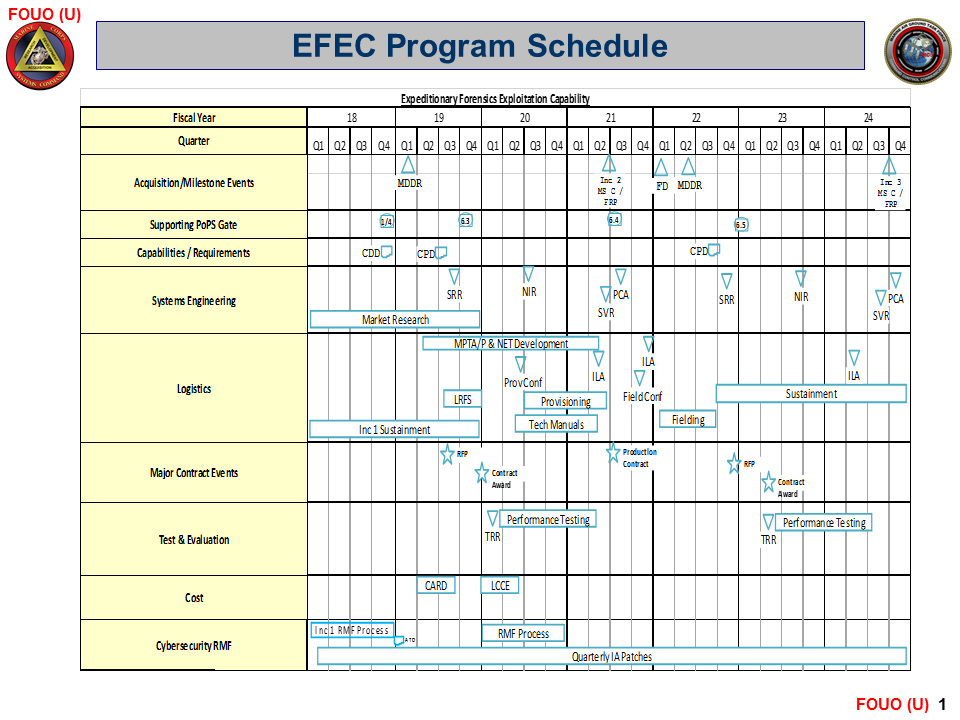 FOUO (U)
EFEC Program Schedule
Expeditionary Forensics Exploitation Capability
Fiscal Year 18 19 20 21 22 23 24
Quarter Q1 Q2 Q3 Q4 Q1 Q2 Q3 Q4 Q1 Q2 Q3 Q4 Q1 Q2 Q3 Q4 Q1 Q2 Q3 Q4 Q1 Q2 Q3 Q4 Q1 Q2 Q3 Q4
Acquisition/Milestone Events
MDDR
Inc 2
MS C /
FRP
FD
MDDR
Inc 3
MS C /
FRP
Supporting PoPS Gate
1/4
6.3
6.4
6.5
Capabilities / Requirements
CDD
CPD
CPD
Systems Engineering
SRR
NIR
SVR
PCA
SRR
NIR
SVR
PCA
Market Research
Logistics
MPTA/P & NET Development
Prov Conf
ILA
ILA
Field Conf
ILA
LRFS
Provisioning
Sustainment
Tech Manuals
Fielding
Inc 1 Sustainment
Major Contract Events
RFP
Contract
Award
Production
Contract
RFP
Contract
Award
Test & Evaluation
TRR
Performance Testing
TRR
Performance Testing
Cost
CARD
LCCE
Cybersecurity RMF
Inc 1 RMF Process
ATO
RMF Process
Quarterly IA Patches
FOUO (U) 1